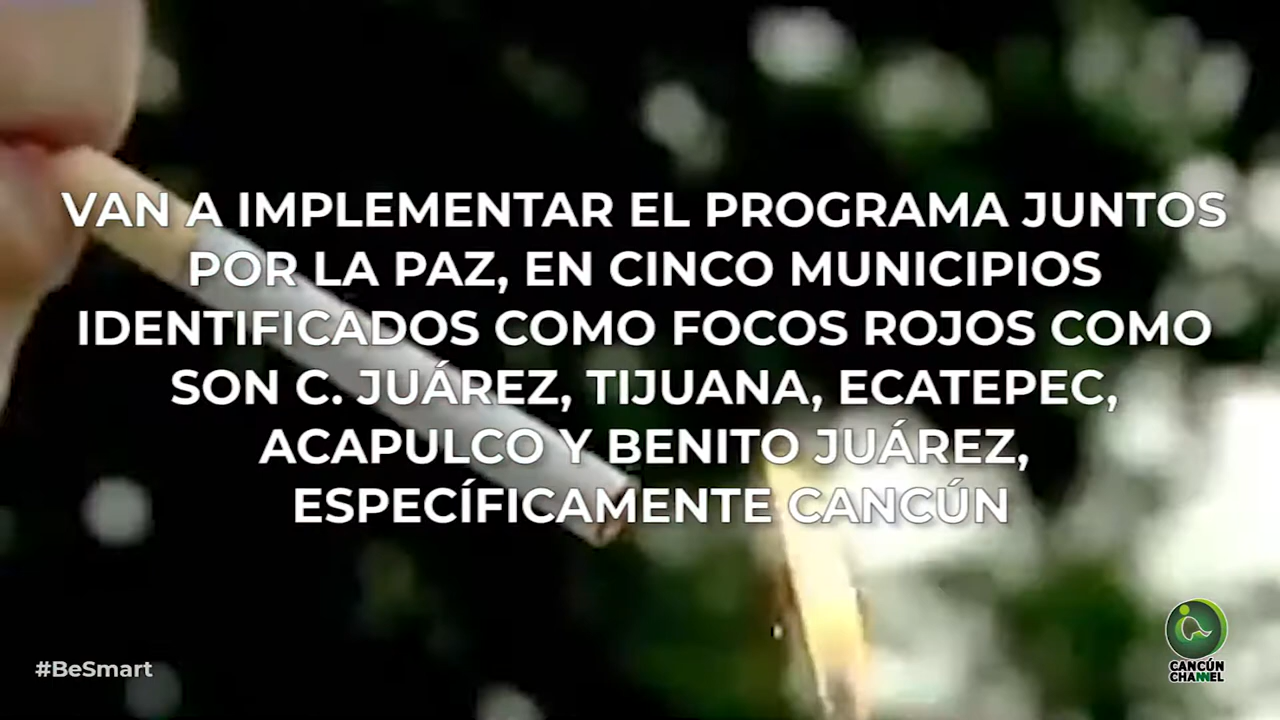 VAN A IMPLEMENTAR EL PROGRAMA JUNTOS
POR LA PAZ, EN CINCO MUNICIPIOS
IDENTIFICADOS COMO FOCOS ROJOS COMO
SON C. JUÁREZ, TIJUANA, ECATEPEC,
ACAPULCO Y BENITO JUÁREZ,
ESPECÍFICAMENTE CANCÚN
#BeSmart
CANCÚN
CHANNEL